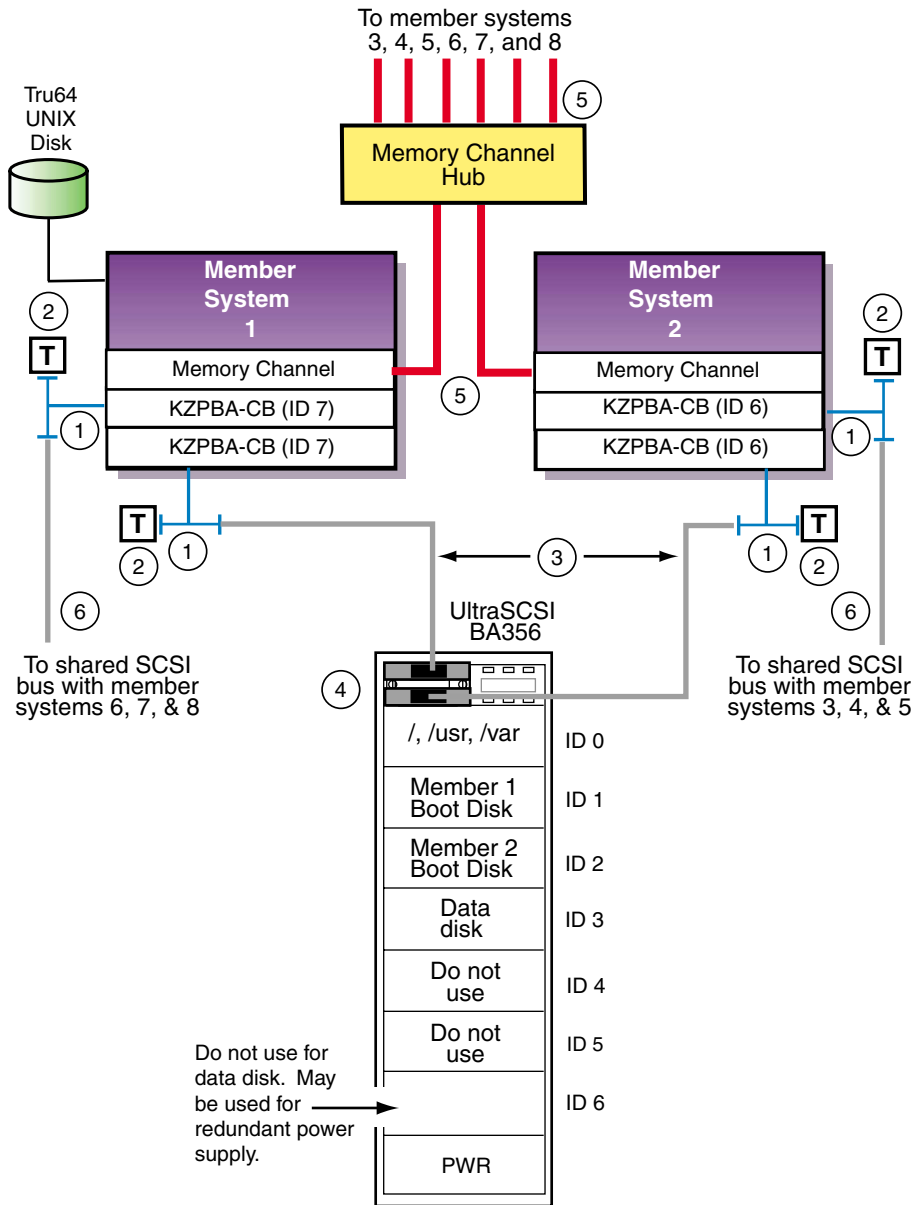 To member systems
3, 4, 5, 6, 7, and 8
5
Tru64
UNIX
Disk
Memory Channel
Hub
Member
System
1
Memory Channel
KZPBA-CB (ID 7)
KZPBA-CB (ID 7)
Member
System
2
Memory Channel
KZPBA-CB (ID 6)
KZPBA-CB (ID 6)
2
T
1
5
2
T
1
T
2
1
3
1
T
2
6
6
To shared SCSI
bus with member
systems 6, 7, & 8
UltraSCSI
BA356
To shared SCSI
bus with member
systems 3, 4, & 5
4
/, /usr, /var
ID 0
Member 1
Boot Disk
ID 1
Member 2
Boot Disk
ID 2
Data
disk
ID 3
Do not
use
ID 4
Do not
use
ID 5
Do not use for
data disk. May
be used for
redundant power
supply.
ID 6
PWR